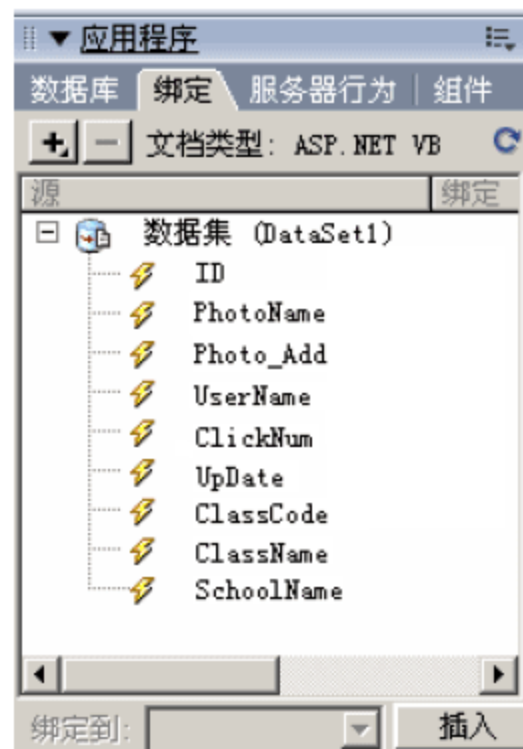 应用程序
数据库 绑定 服务器行为 组件
文档类型: ASP.NET VB
源 绑定
数据集 (DataSet1)
ID
PhotoName
Photo_Add
UserName
ClickNum
UpDate
ClassCode
ClassName
SchoolName
绑定到: 插入